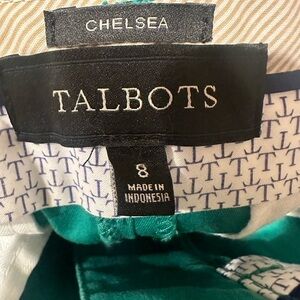 CHELSEA
TALBOTS
8
MADE IN
INDONESIA